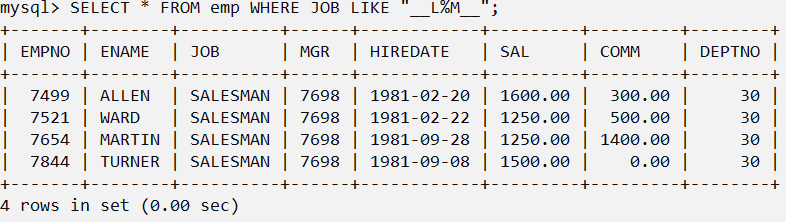 mysql> SELECT * FROM emp WHERE JOB LIKE "__L%M__";
+-------+--------+----------+------+------------+---------+---------+--------+
| EMPNO | ENAME  | JOB      | MGR  | HIREDATE   | SAL     | COMM    | DEPTNO |
+-------+--------+----------+------+------------+---------+---------+--------+
|  7499 | ALLEN  | SALESMAN | 7698 | 1981-02-20 | 1600.00 |  300.00 |     30 |
|  7521 | WARD   | SALESMAN | 7698 | 1981-02-22 | 1250.00 |  500.00 |     30 |
|  7654 | MARTIN | SALESMAN | 7698 | 1981-09-28 | 1250.00 | 1400.00 |     30 |
|  7844 | TURNER | SALESMAN | 7698 | 1981-09-08 | 1500.00 |    0.00 |     30 |
+-------+--------+----------+------+------------+---------+---------+--------+
4 rows in set (0.00 sec)